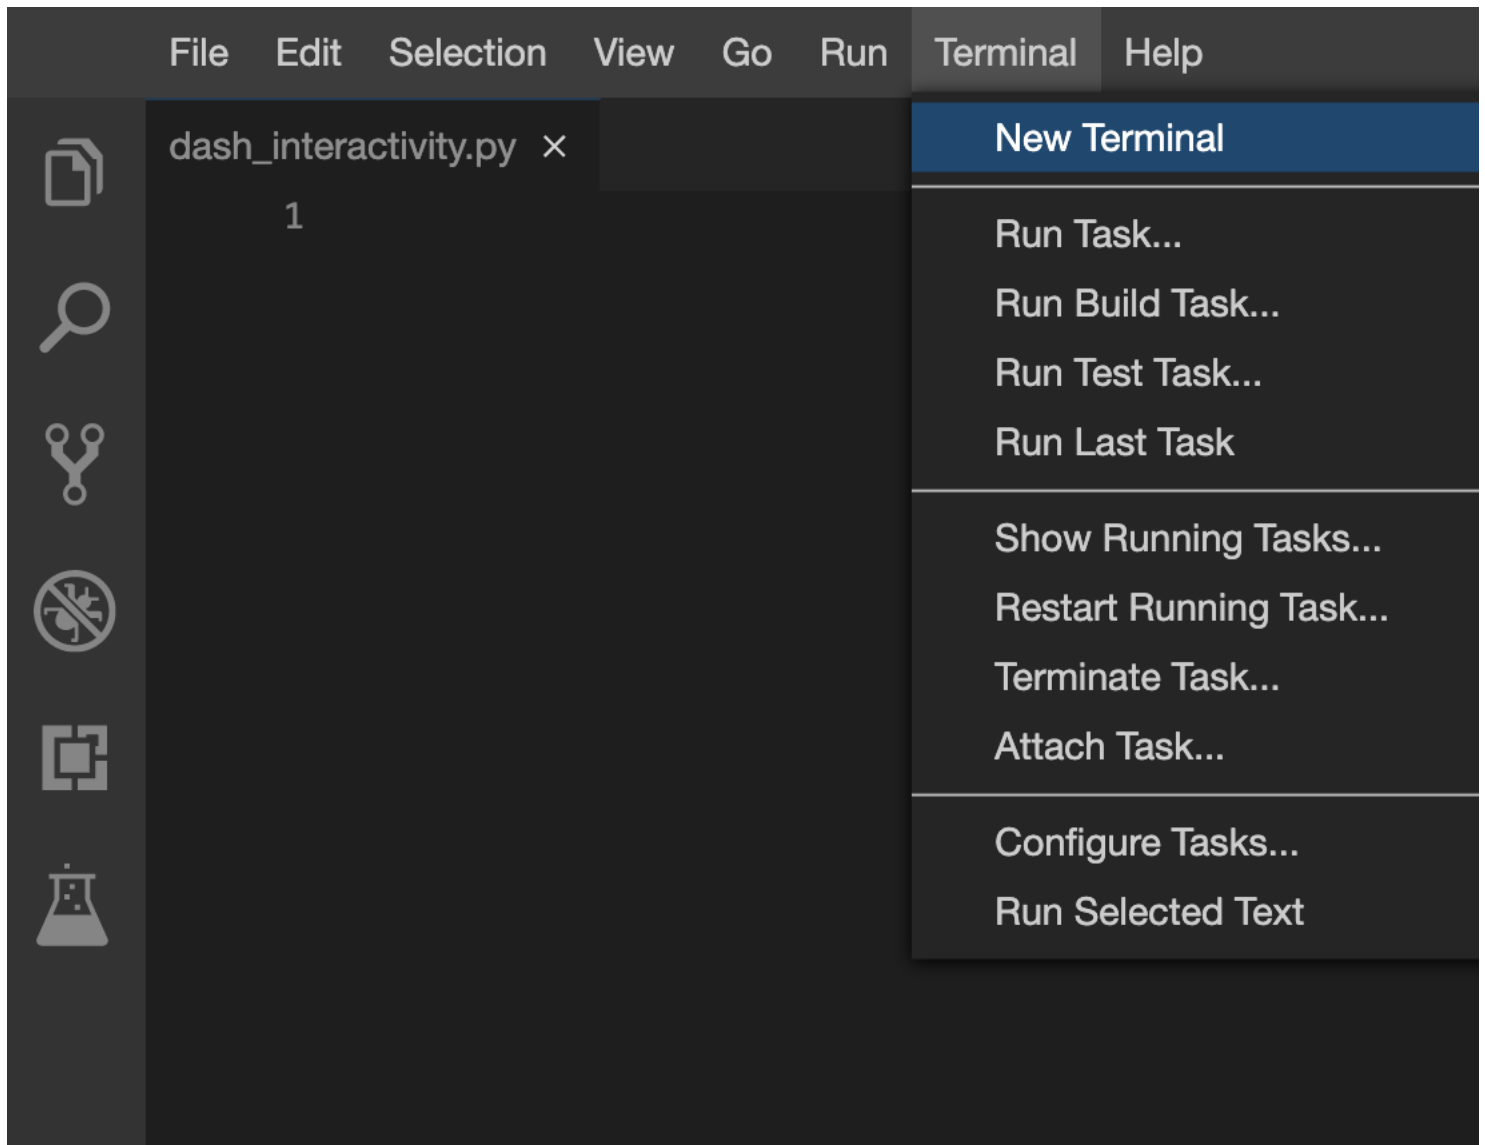 File Edit Selection View Go Run Terminal Help
dash_interactivity.py ×
1
New Terminal
Run Task...
Run Build Task...
Run Test Task...
Run Last Task
Show Running Tasks...
Restart Running Task...
Terminate Task...
Attach Task...
Configure Tasks...
Run Selected Text